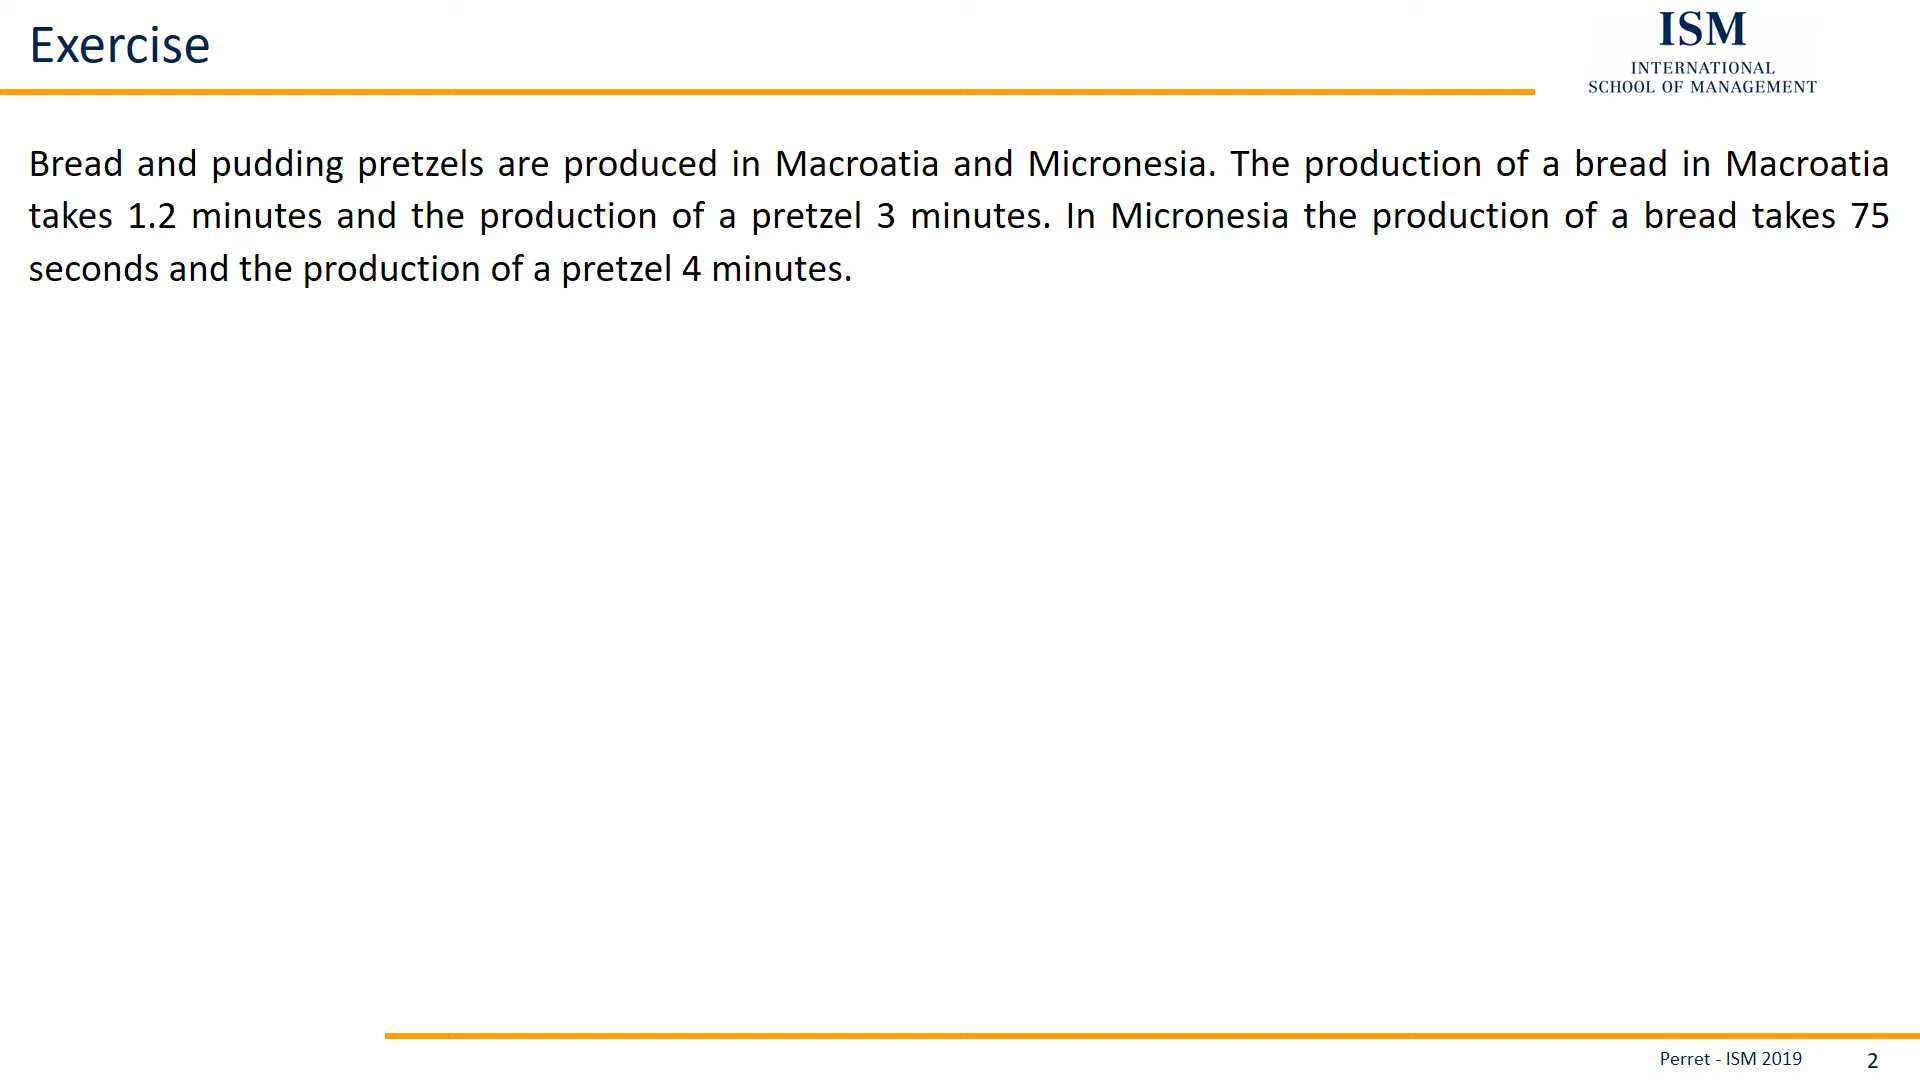 Exercise
ISM
INTERNATIONAL
SCHOOL OF MANAGEMENT
Bread and pudding pretzels are produced in Macroatia and Micronesia. The production of a bread in Macroatia
takes 1.2 minutes and the production of a pretzel 3 minutes. In Micronesia the production of a bread takes 75
seconds and the production of a pretzel 4 minutes.
Perret - ISM 2019
2